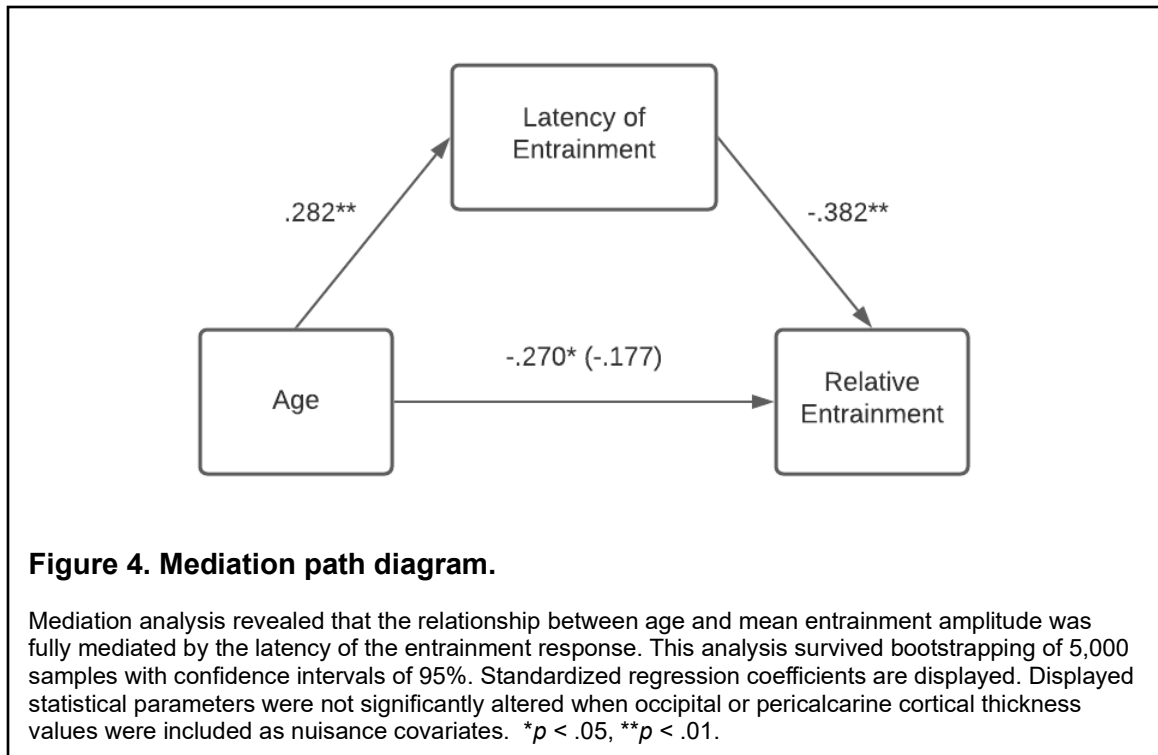 Latency of
Entrainment
.282**
-.382**
-.270* (-.177)
Age
Relative
Entrainment
Figure 4. Mediation path diagram.
Mediation analysis revealed that the relationship between age and mean entrainment amplitude was
fully mediated by the latency of the entrainment response. This analysis survived bootstrapping of 5,000
samples with confidence intervals of 95%. Standardized regression coefficients are displayed. Displayed
statistical parameters were not significantly altered when occipital or pericalcarine cortical thickness
values were included as nuisance covariates. *p < .05, **p < .01.